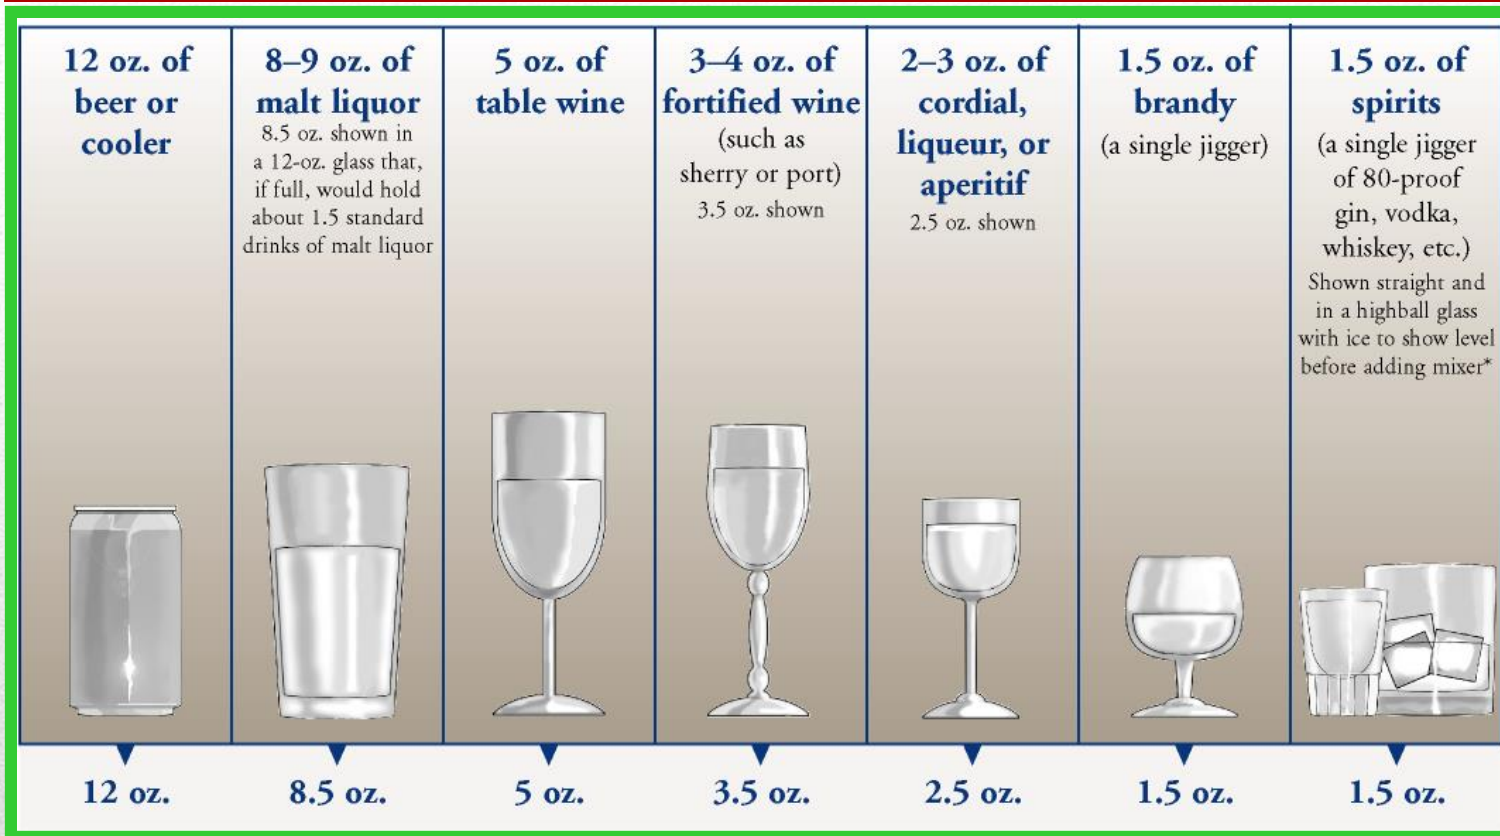 12 oz. of
beer or
cooler
8–9 oz. of
malt liquor
8.5 oz. shown in
a 12-oz. glass that,
if full, would hold
about 1.5 standard
drinks of malt liquor
5 oz. of
table wine
3–4 oz. of
fortified wine
(such as
sherry or port)
3.5 oz. shown
2–3 oz. of
cordial,
liqueur, or
aperitif
2.5 oz. shown
1.5 oz. of
brandy
(a single jigger)
1.5 oz. of
spirits
(a single jigger
of 80-proof
gin, vodka,
whiskey, etc.)
Shown straight and
in a highball glass
with ice to show level
before adding mixer*
12 oz.
8.5 oz.
5 oz.
3.5 oz.
2.5 oz.
1.5 oz.
1.5 oz.